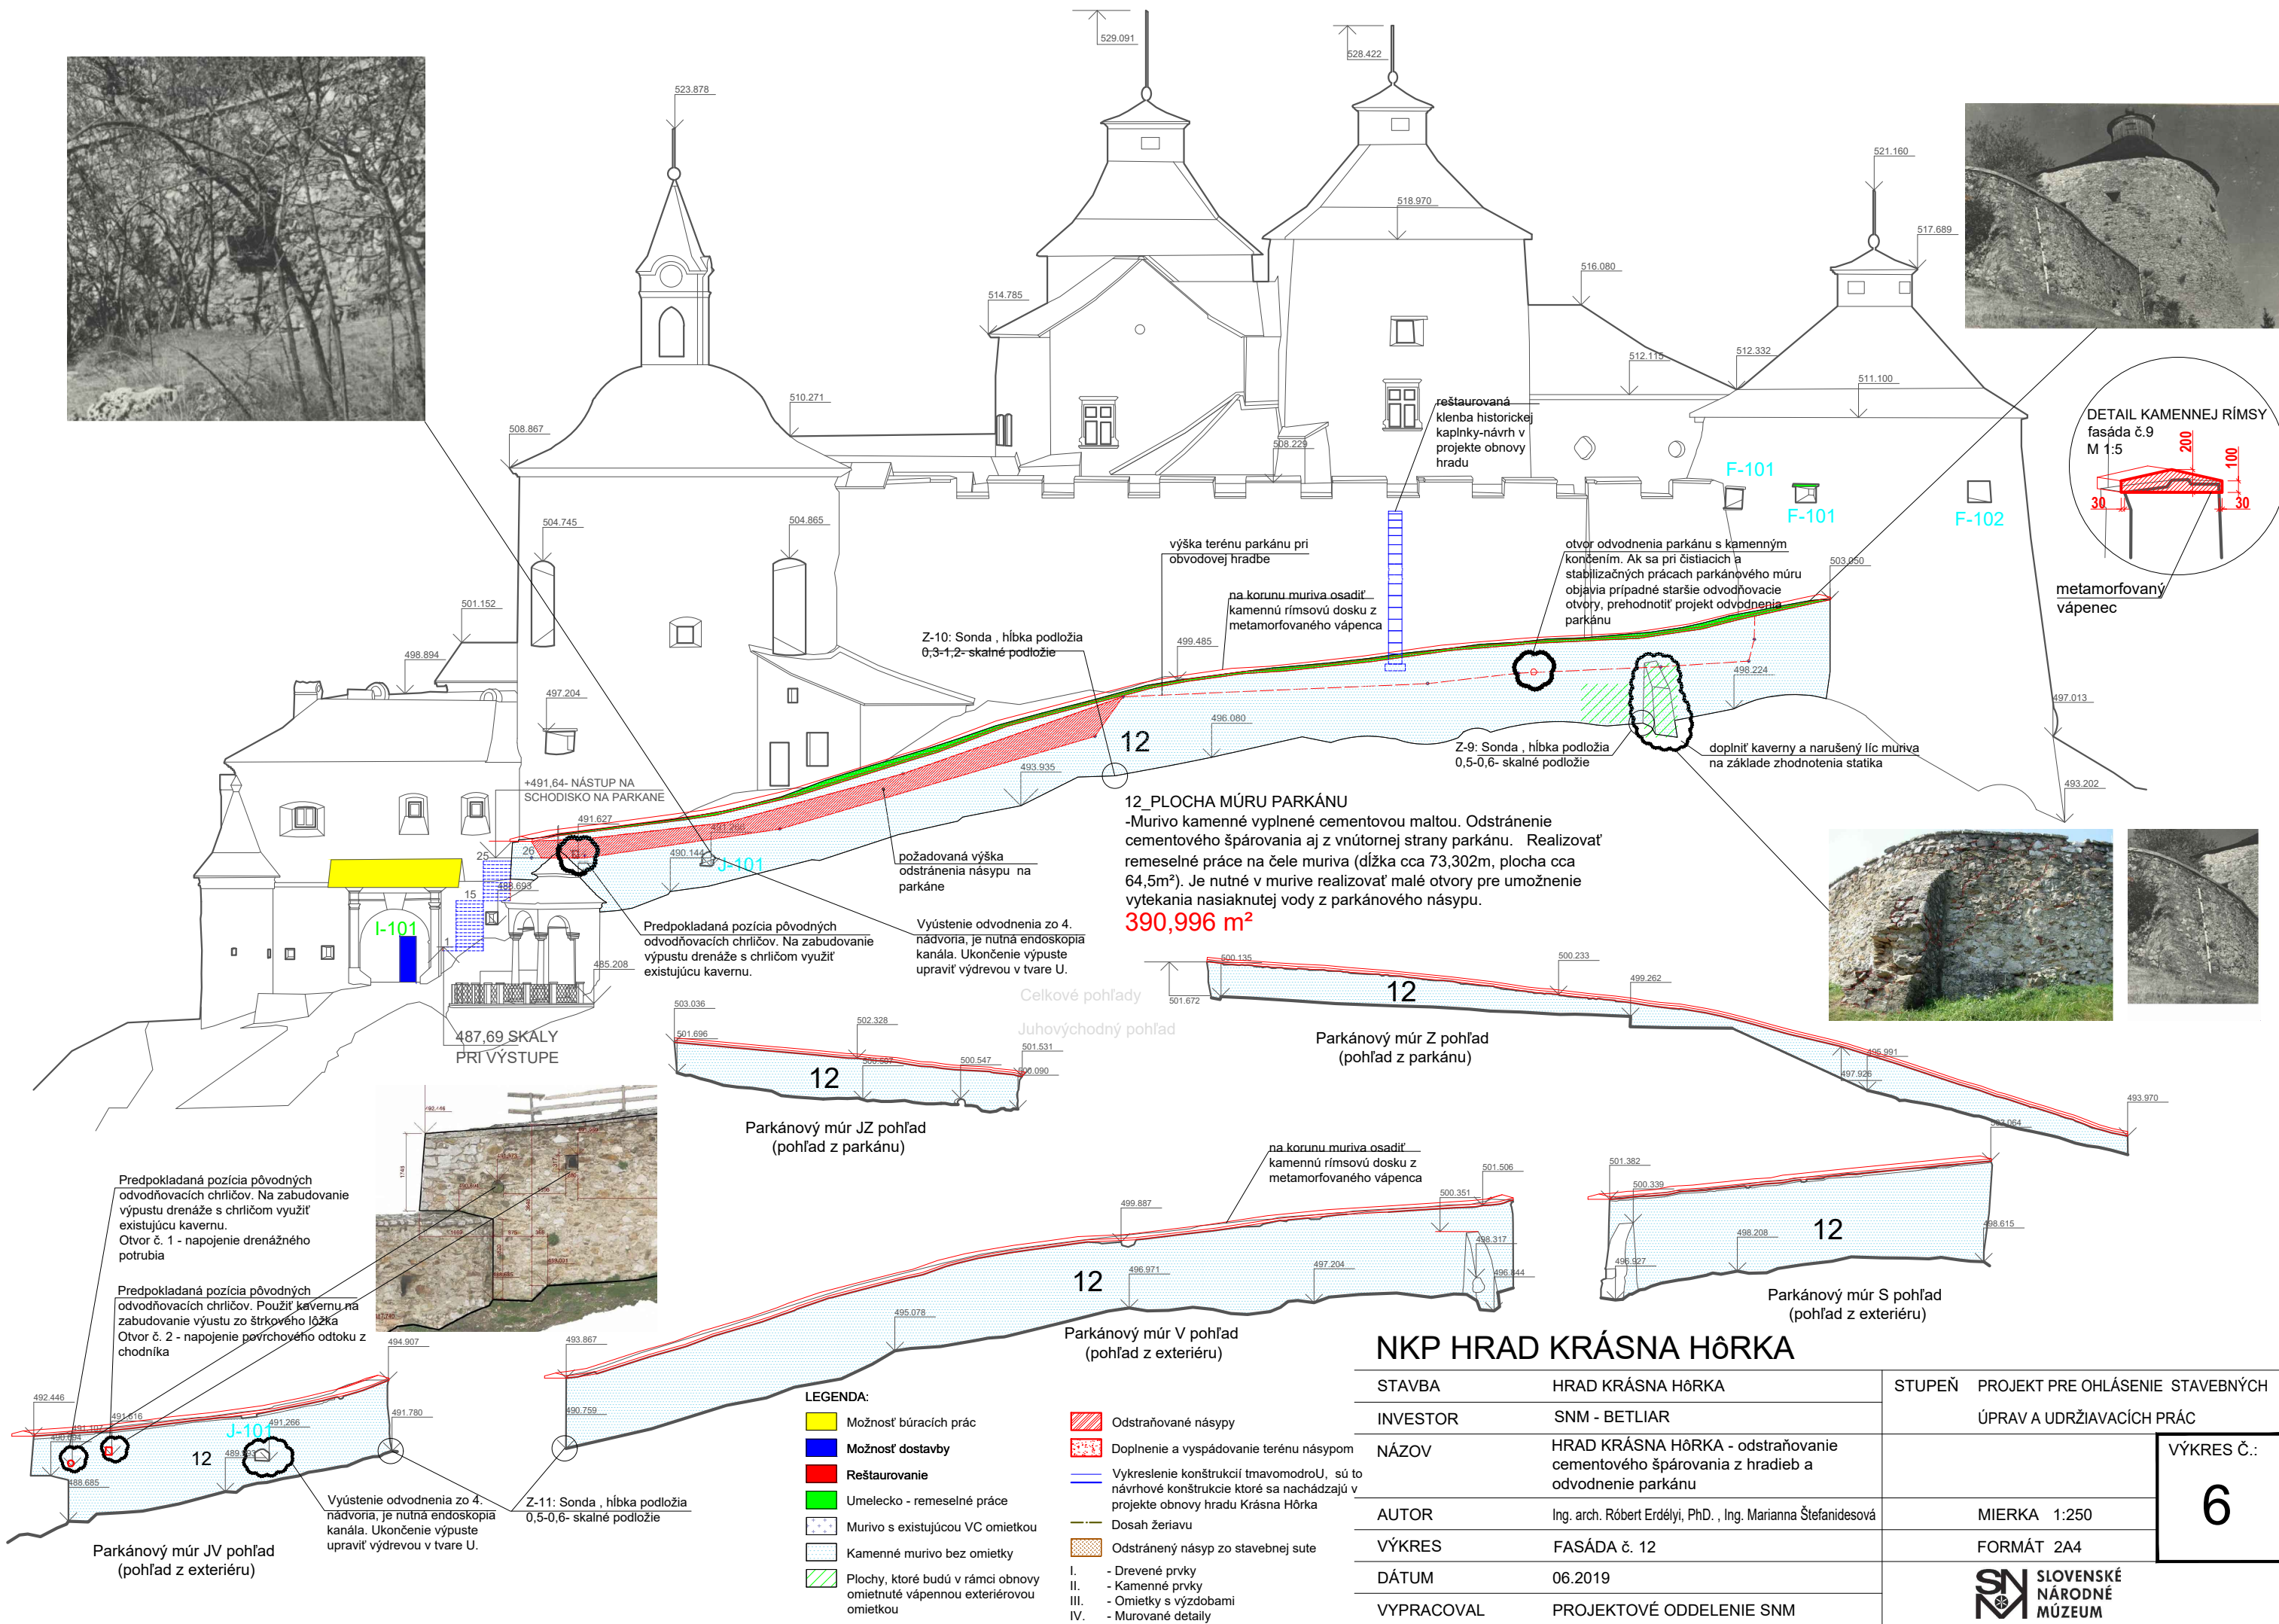 529.091
528.422
523.878
521.160
518.970
517.689
516.080
514.785
512.115
512.332
511.100
510.271
508.867
508.229
reštaurovaná
klenba historickej
kaplnky-návrh v
projekte obnovy
hradu
DETAIL KAMENNEJ RÍMSY
fasáda č.9
M 1:5
200
100
30
30
metamorfovaný
vápenec
F-101
F-101
F-102
504.745
504.865
503.050
501.152
498.894
497.204
výška terénu parkánu pri
obvodovej hradbe
otvor odvodnenia parkánu s kamenným
končením. Ak sa pri čistiacich a
stabilizačných prácach parkánového múru
objavia prípadné staršie odvodňovacie
otvory, prehodnotiť projekt odvodnenia
parkánu
na korunu muriva osadiť
kamennú rímsovú dosku z
metamorfovaného vápenca
Z-10: Sonda , hĺbka podložia
0,3-1,2- skalné podložie
499.485
498.224
497.013
496.080
493.935
493.202
12
Z-9: Sonda , hĺbka podložia
0,5-0,6- skalné podložie
doplniť kaverny a narušený líc muriva
na základe zhodnotenia statika
+491,64- NÁSTUP NA
SCHODISKO NA PARKANE
491.627
491.266
490.144
J-101
25
26
488.693
15
1
I-101
485.208
487,69 SKALY
PRI VÝSTUPE
požadovaná výška
odstránenia násypu na
parkáne
Predpokladaná pozícia pôvodných
odvodňovacích chrličov. Na zabudovanie
výpustu drenáže s chrličom využiť
existujúcu kavernu.
Vyústenie odvodnenia zo 4.
nádvoria, je nutná endoskopia
kanála. Ukončenie výpuste
upraviť výdrevou v tvare U.
12_PLOCHA MÚRU PARKÁNU
-Murivo kamenné vyplnené cementovou maltou. Odstránenie
cementového špárovania aj z vnútornej strany parkánu. Realizovať
remeselné práce na čele muriva (dĺžka cca 73,302m, plocha cca
64,5m²). Je nutné v murive realizovať malé otvory pre umožnenie
vytekania nasiaknutej vody z parkánového násypu.
390,996 m²
Celkové pohľady
Juhovýchodný pohľad
503.036
501.696
502.328
500.547
501.531
500.090
12
Parkánový múr JZ pohľad
(pohľad z parkánu)
500.135
501.672
500.233
499.262
495.991
497.926
493.970
12
Parkánový múr Z pohľad
(pohľad z parkánu)
492.446
Predpokladaná pozícia pôvodných
odvodňovacích chrličov. Na zabudovanie
výpustu drenáže s chrličom využiť
existujúcu kavernu.
Otvor č. 1 - napojenie drenážného
potrubia
Predpokladaná pozícia pôvodných
odvodňovacích chrličov. Použiť kavernu na
zabudovanie výustu zo štrkového lôžka
Otvor č. 2 - napojenie povrchového odtoku z
chodníka
492.446
491.616
491.266
494.907
491.780
488.685
J-101
12
Vyústenie odvodnenia zo 4.
nádvoria, je nutná endoskopia
kanála. Ukončenie výpuste
upraviť výdrevou v tvare U.
Parkánový múr JV pohľad
(pohľad z exteriéru)
Z-11: Sonda , hĺbka podložia
0,5-0,6- skalné podložie
na korunu muriva osadiť
kamennú rímsovú dosku z
metamorfovaného vápenca
493.867
490.759
495.078
499.887
496.971
497.204
500.351
501.506
498.317
496.844
12
Parkánový múr V pohľad
(pohľad z exteriéru)
501.382
500.339
503.064
498.208
498.615
496.927
12
Parkánový múr S pohľad
(pohľad z exteriéru)
LEGENDA:
Možnosť búracích prác
Možnosť dostavby
Reštaurovanie
Umelecko - remeselné práce
Murivo s existujúcou VC omietkou
Kamenné murivo bez omietky
Plochy, ktoré budú v rámci obnovy
omietnuté vápennou exteriérovou
omietkou
Odstraňované násypy
Doplnenie a vyspádovanie terénu násypom
Vykreslenie konštrukcií tmavomodroU, sú to
návrhové konštrukcie ktoré sa nachádzajú v
projekte obnovy hradu Krásna Hôrka
Dosah žeriavu
Odstránený násyp zo stavebnej sute
I. - Drevené prvky
II. - Kamenné prvky
III. - Omietky s výzdobami
IV. - Murované detaily
NKP HRAD KRÁSNA HôRKA
STAVBA HRAD KRÁSNA HôRKA
STUPEŇ PROJEKT PRE OHLÁSENIE STAVEBNÝCH
ÚPRAV A UDRŽIAVACÍCH PRÁC
INVESTOR SNM - BETLIAR
NÁZOV HRAD KRÁSNA HôRKA - odstraňovanie
cementového špárovania z hradieb a
odvodnenie parkánu
VÝKRES Č.:
6
AUTOR Ing. arch. Róbert Erdélyi, PhD. , Ing. Marianna Štefanidesová
MIERKA 1:250
VÝKRES FASÁDA č. 12
FORMÁT 2A4
DÁTUM 06.2019
VYPRACOVAL PROJEKTOVÉ ODDELENIE SNM
SNM
SLOVENSKÉ
NÁRODNÉ
MÚZEUM